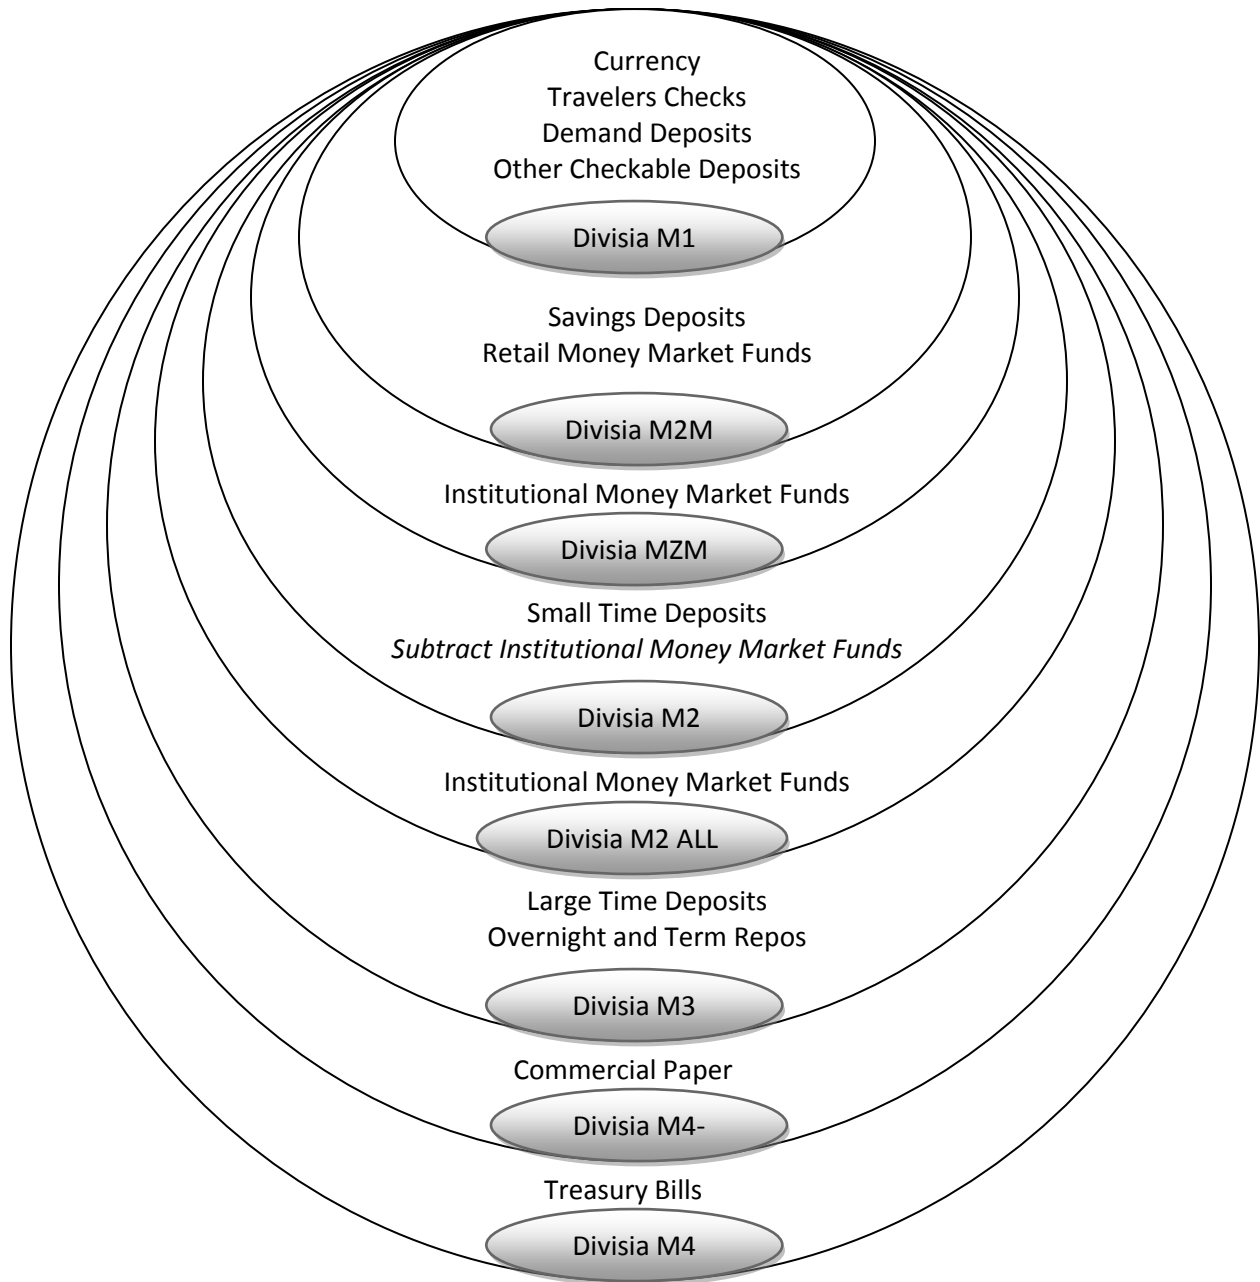 Currency
Travelers Checks
Demand Deposits
Other Checkable Deposits
Divisia M1
Savings Deposits
Retail Money Market Funds
Divisia M2M
Institutional Money Market Funds
Divisia MZM
Small Time Deposits
Subtract Institutional Money Market Funds
Divisia M2
Institutional Money Market Funds
Divisia M2 ALL
Large Time Deposits
Overnight and Term Repos
Divisia M3
Commercial Paper
Divisia M4-
Treasury Bills
Divisia M4